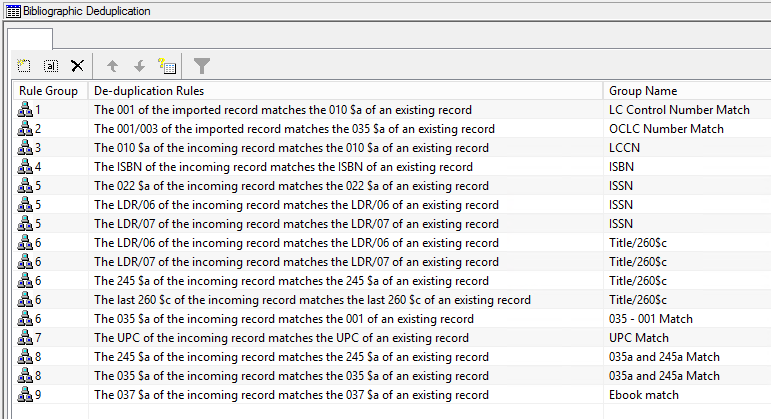 Bibliographic Deduplication
Rule Group De-duplication Rules Group Name
1 The 001 of the imported record matches the 010 $a of an existing record LC Control Number Match
2 The 001/003 of the imported record matches the 035 $a of an existing record OCLC Number Match
3 The 010 $a of the incoming record matches the 010 $a of an existing record LCCN
4 The ISBN of the incoming record matches the ISBN of an existing record ISBN
5 The 022 $a of the incoming record matches the 022 $a of an existing record ISSN
5 The LDR/06 of the incoming record matches the LDR/06 of an existing record ISSN
5 The LDR/07 of the incoming record matches the LDR/07 of an existing record ISSN
6 The LDR/06 of the incoming record matches the LDR/06 of an existing record Title/260$c
6 The LDR/07 of the incoming record matches the LDR/07 of an existing record Title/260$c
6 The 245 $a of the incoming record matches the 245 $a of an existing record Title/260$c
6 The last 260 $c of the incoming record matches the last 260 $c of an existing record Title/260$c
6 The 035 $a of the incoming record matches the 001 of an existing record 035 - 001 Match
7 The UPC of the incoming record matches the UPC of an existing record UPC Match
8 The 245 $a of the incoming record matches the 245 $a of an existing record 035a and 245a Match
8 The 035 $a of the incoming record matches the 035 $a of an existing record 035a and 245a Match
9 The 037 $a of the incoming record matches the 037 $a of an existing record Ebook match